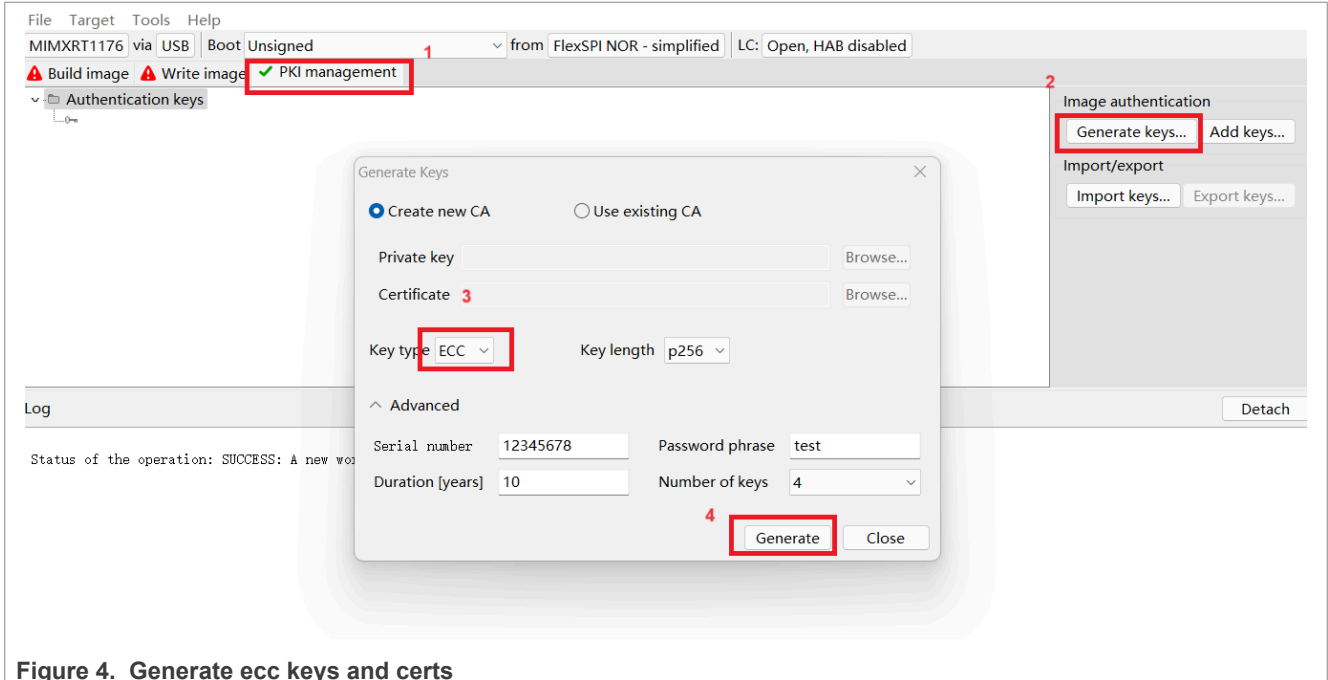 File Target Tools Help
MIMXRT1176 via USB Boot Unsigned from FlexSPI NOR - simplified LC: Open, HAB disabled
1
Build image Write image PKI management
2
Authentication keys
Image authentication
Generate keys... Add keys...
Import/export
Import keys... Export keys...
Generate Keys
Create new CA Use existing CA
Private key Browse...
Certificate 3 Browse...
Key type ECC Key length p256
Log
Advanced
Detach
Serial number 12345678 Password phrase test
Status of the operation: SUCCESS: A new
Duration [years] 10 Number of keys 4
4
Generate Close
Figure 4. Generate ecc keys and certs